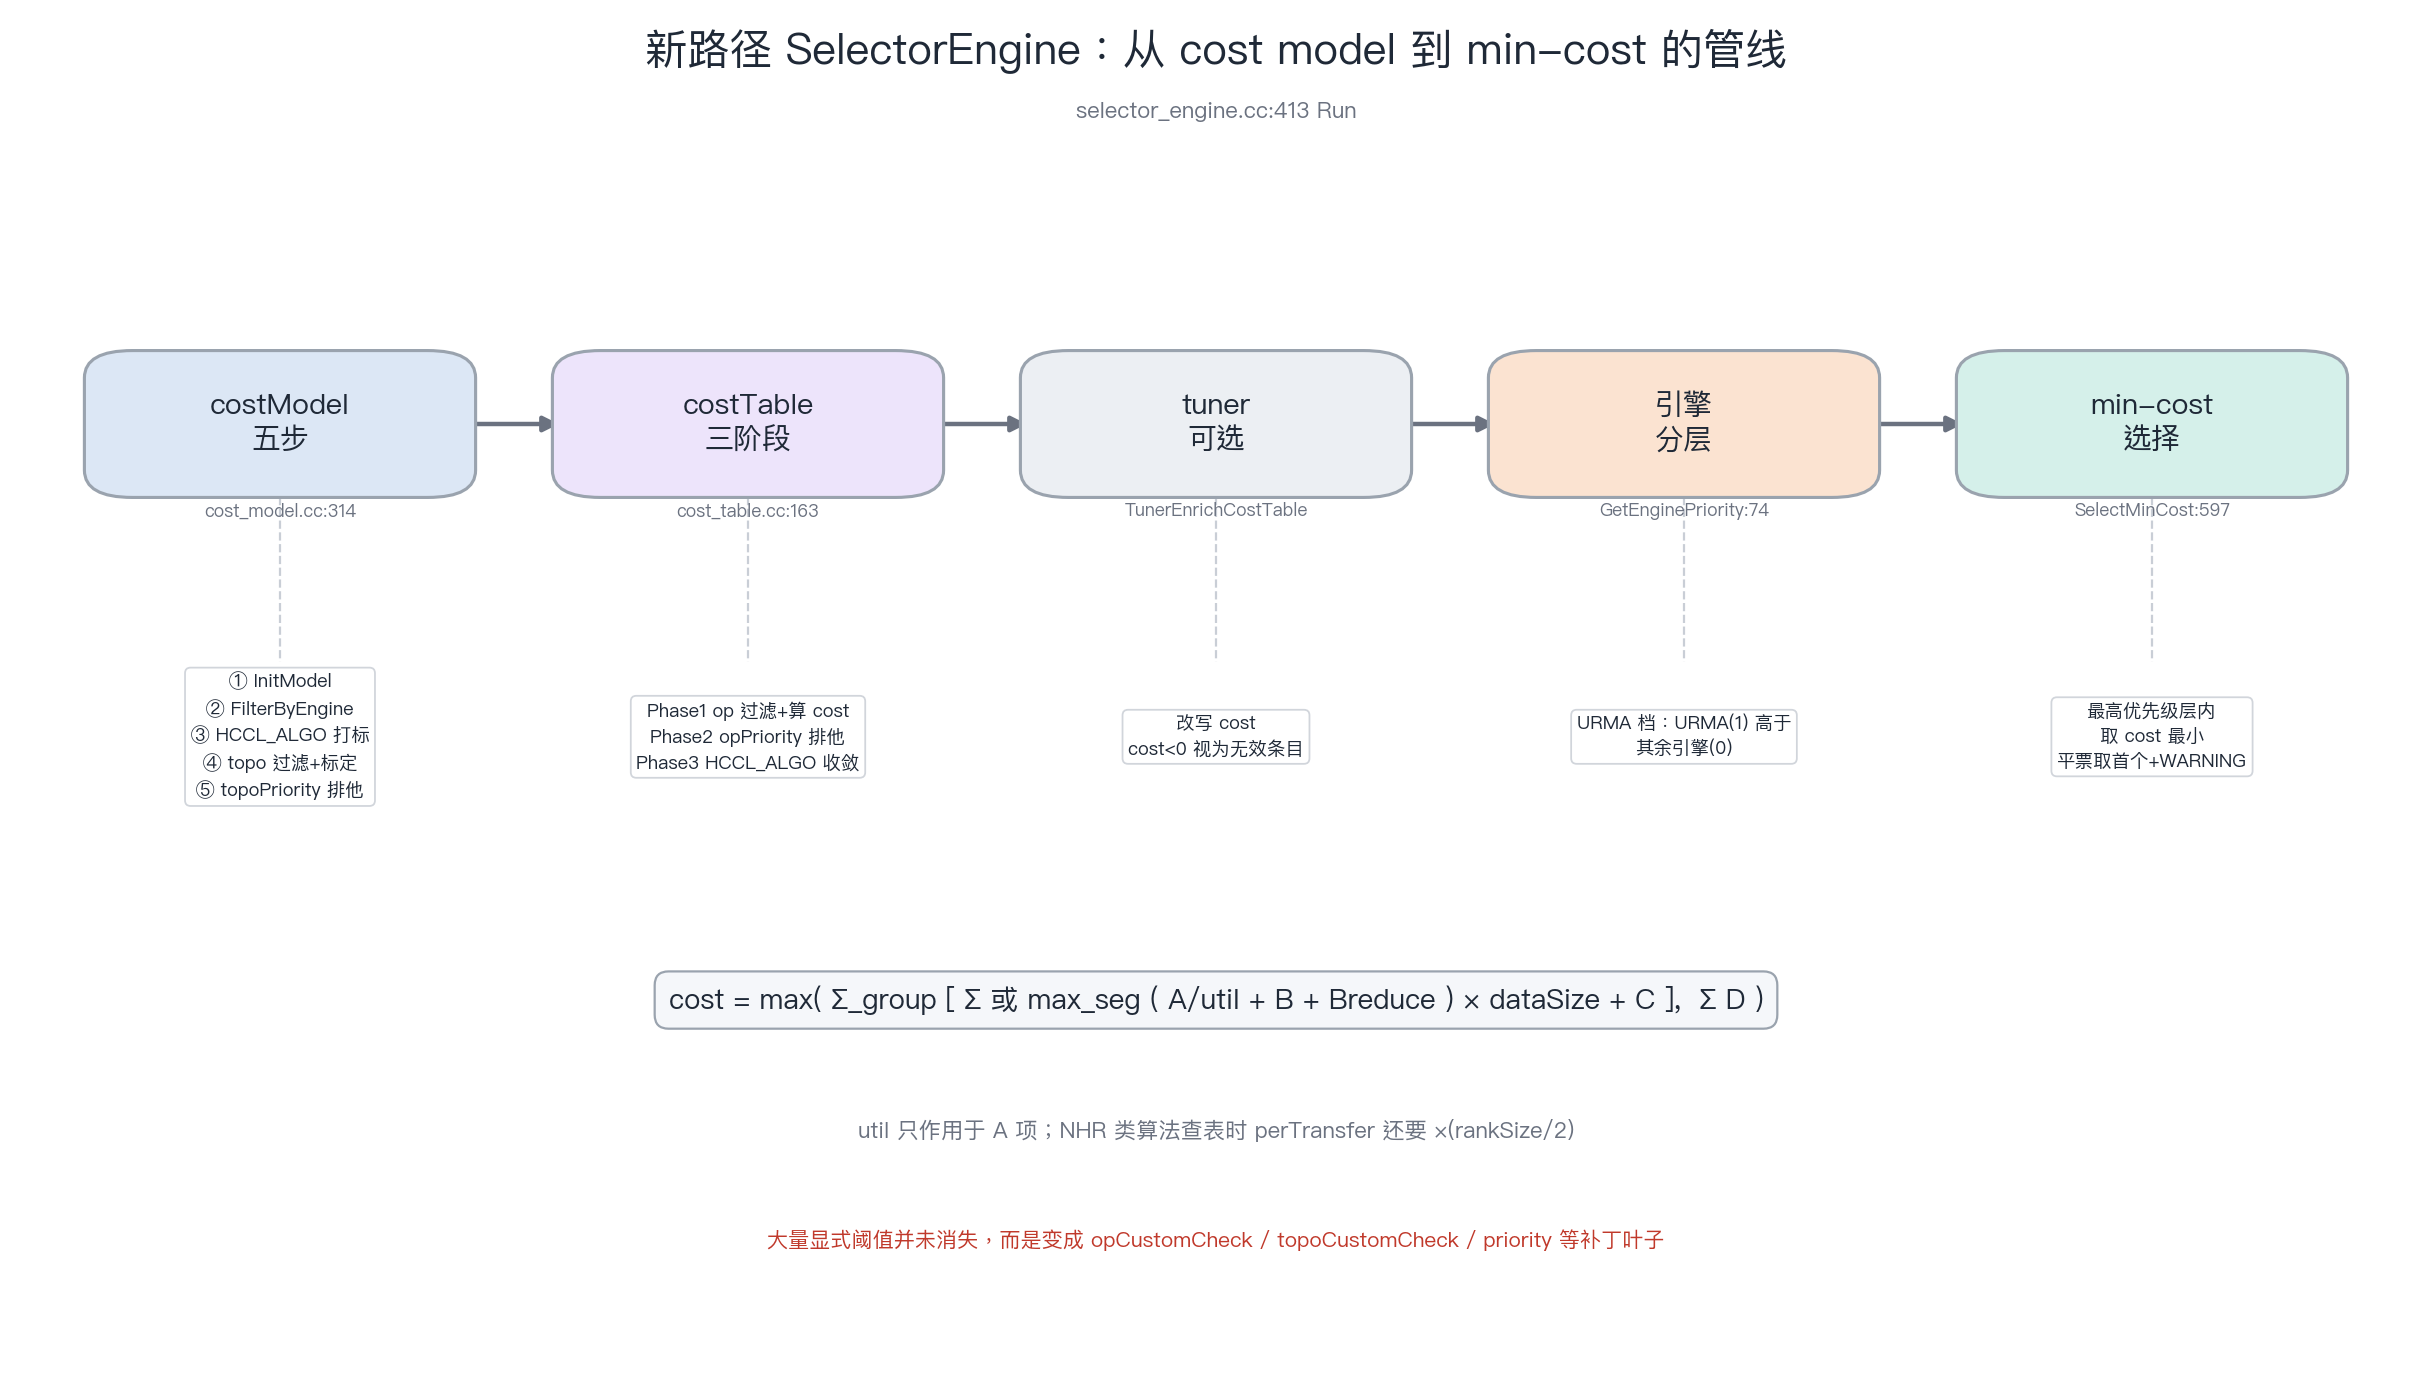 新路径 SelectorEngine：从 cost model 到 min-cost 的管线
selector_engine.cc:413 Run
costModel
五步
costTable
三阶段
tuner
可选
引擎
分层
min-cost
选择
cost_model.cc:314
cost_table.cc:163
TunerEnrichCostTable
GetEnginePriority:74
SelectMinCost:597
① InitModel
② FilterByEngine
③ HCCL_ALGO 打标
④ topo 过滤+标定
⑤ topoPriority 排他
Phase1 op 过滤+算 cost
Phase2 opPriority 排他
Phase3 HCCL_ALGO 收敛
改写 cost
cost<0 视为无效条目
URMA 档：URMA(1) 高于
其余引擎(0)
最高优先级层内
取 cost 最小
平票取首个+WARNING
cost = max( Σ_group [ Σ 或 max_seg ( A/util + B + Breduce ) × dataSize + C ],  Σ D )
util 只作用于 A 项；NHR 类算法查表时 perTransfer 还要 ×(rankSize/2)
大量显式阈值并未消失，而是变成 opCustomCheck / topoCustomCheck / priority 等补丁叶子